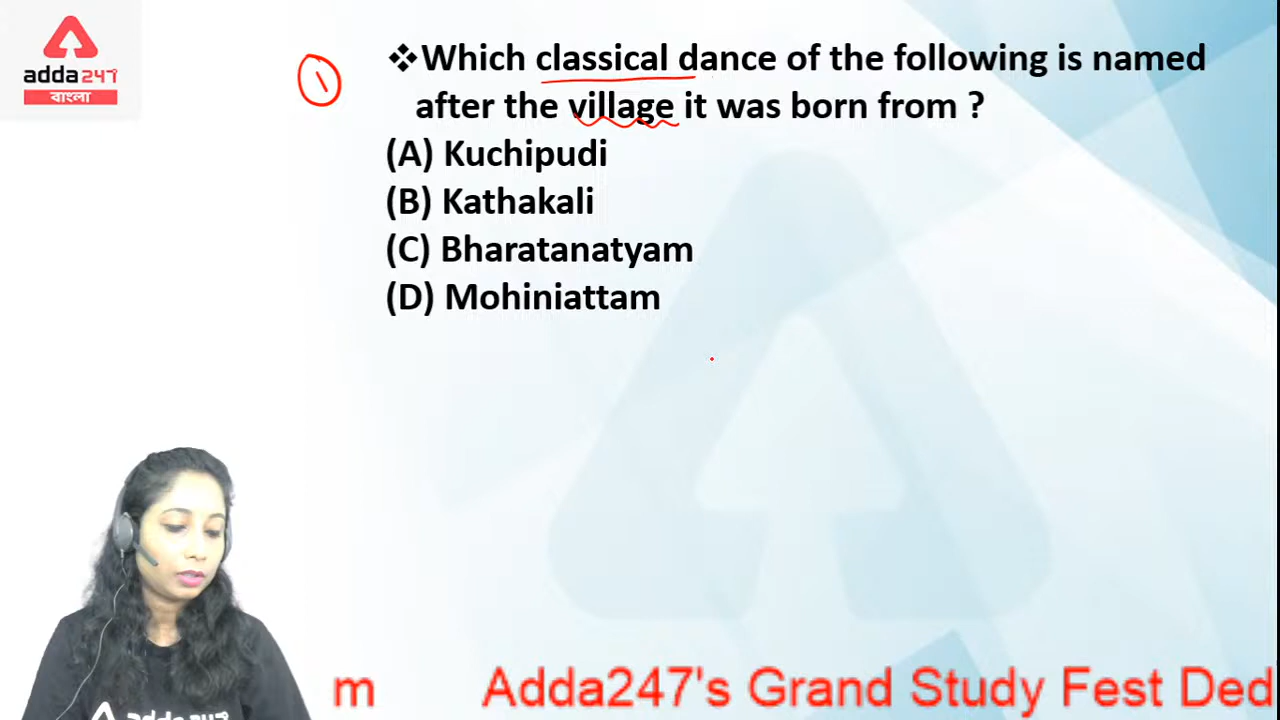 adda247
বাংলা
1
❖Which classical dance of the following is named
after the village it was born from ?
(A) Kuchipudi
(B) Kathakali
(C) Bharatanatyam
(D) Mohiniattam
adda247
m Adda247's Grand Study Fest Ded